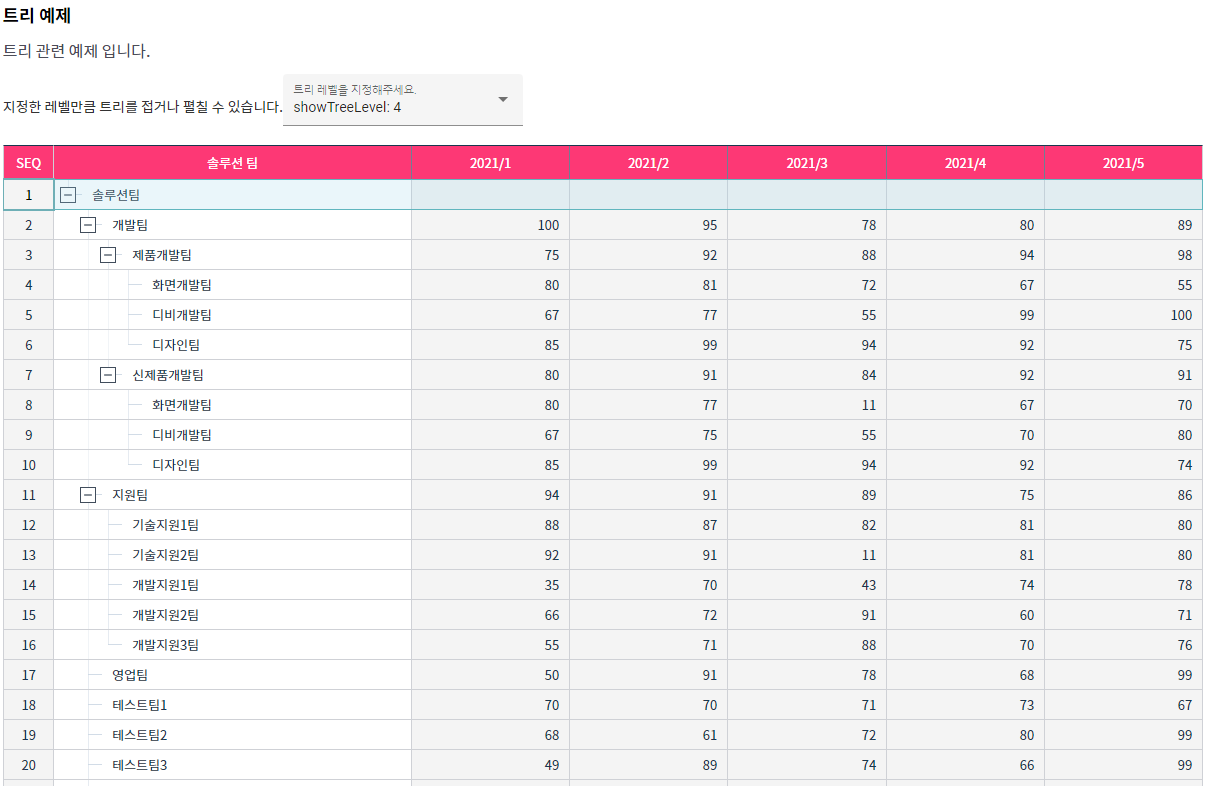 트리 예제
트리 관련 예제 입니다.
트리 레벨을 지정해주세요.
지정한 레벨만큼 트리를 접거나 펼칠 수 있습니다. showTreeLevel: 4
SEQ 솔루션 팀 2021/1 2021/2 2021/3 2021/4 2021/5
1 솔루션팀
2 개발팀 100 95 78 80 89
3 제품개발팀 75 92 88 94 98
4 화면개발팀 80 81 72 67 55
5 디비개발팀 67 77 55 99 100
6 디자인팀 85 99 94 92 75
7 신제품개발팀 80 91 84 92 91
8 화면개발팀 80 77 11 67 70
9 디비개발팀 67 75 55 70 80
10 디자인팀 85 99 94 92 74
11 지원팀 94 91 89 75 86
12 기술지원1팀 88 87 82 81 80
13 기술지원2팀 92 91 11 81 80
14 개발지원1팀 35 70 43 74 78
15 개발지원2팀 66 72 91 60 71
16 개발지원3팀 55 71 88 70 76
17 영업팀 50 91 78 68 99
18 테스트팀1 70 70 71 73 67
19 테스트팀2 68 61 72 80 99
20 테스트팀3 49 89 74 66 99